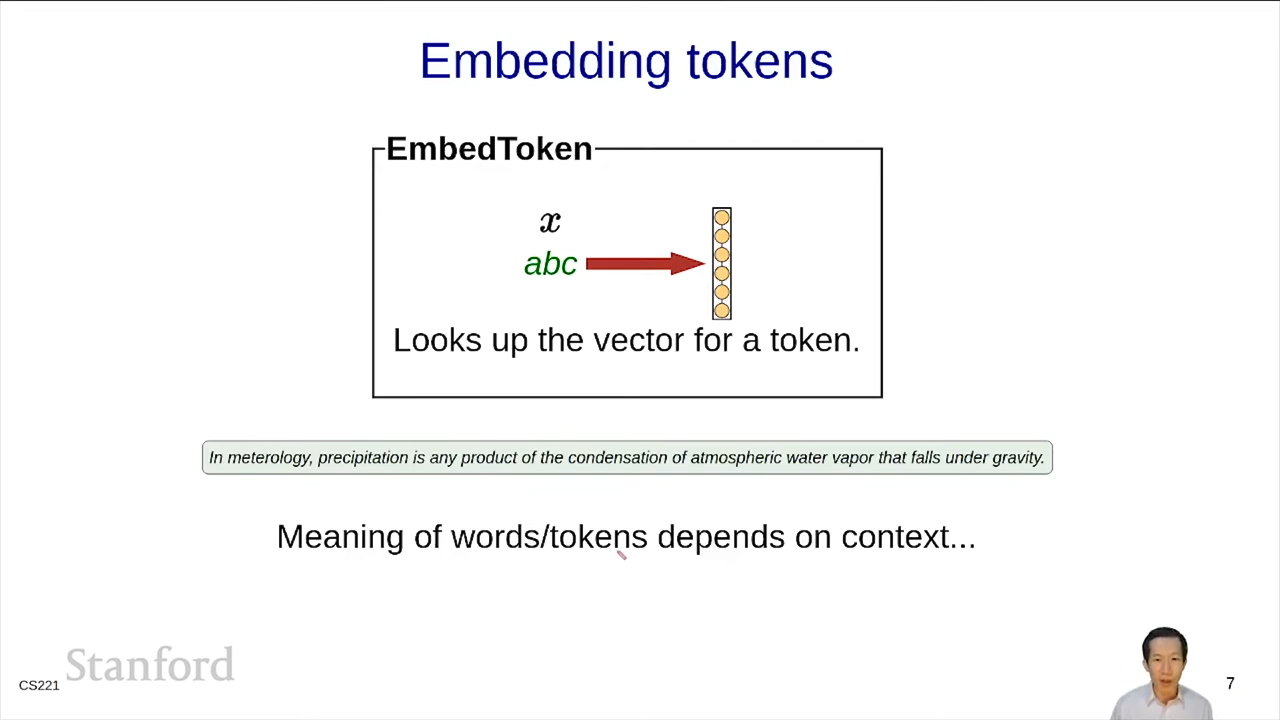 Embedding tokens
EmbedToken
x
abc
Looks up the vector for a token.
In meterology, precipitation is any product of the condensation of atmospheric water vapor that falls under gravity.
Meaning of words/tokens depends on context...
Stanford
CS221
7